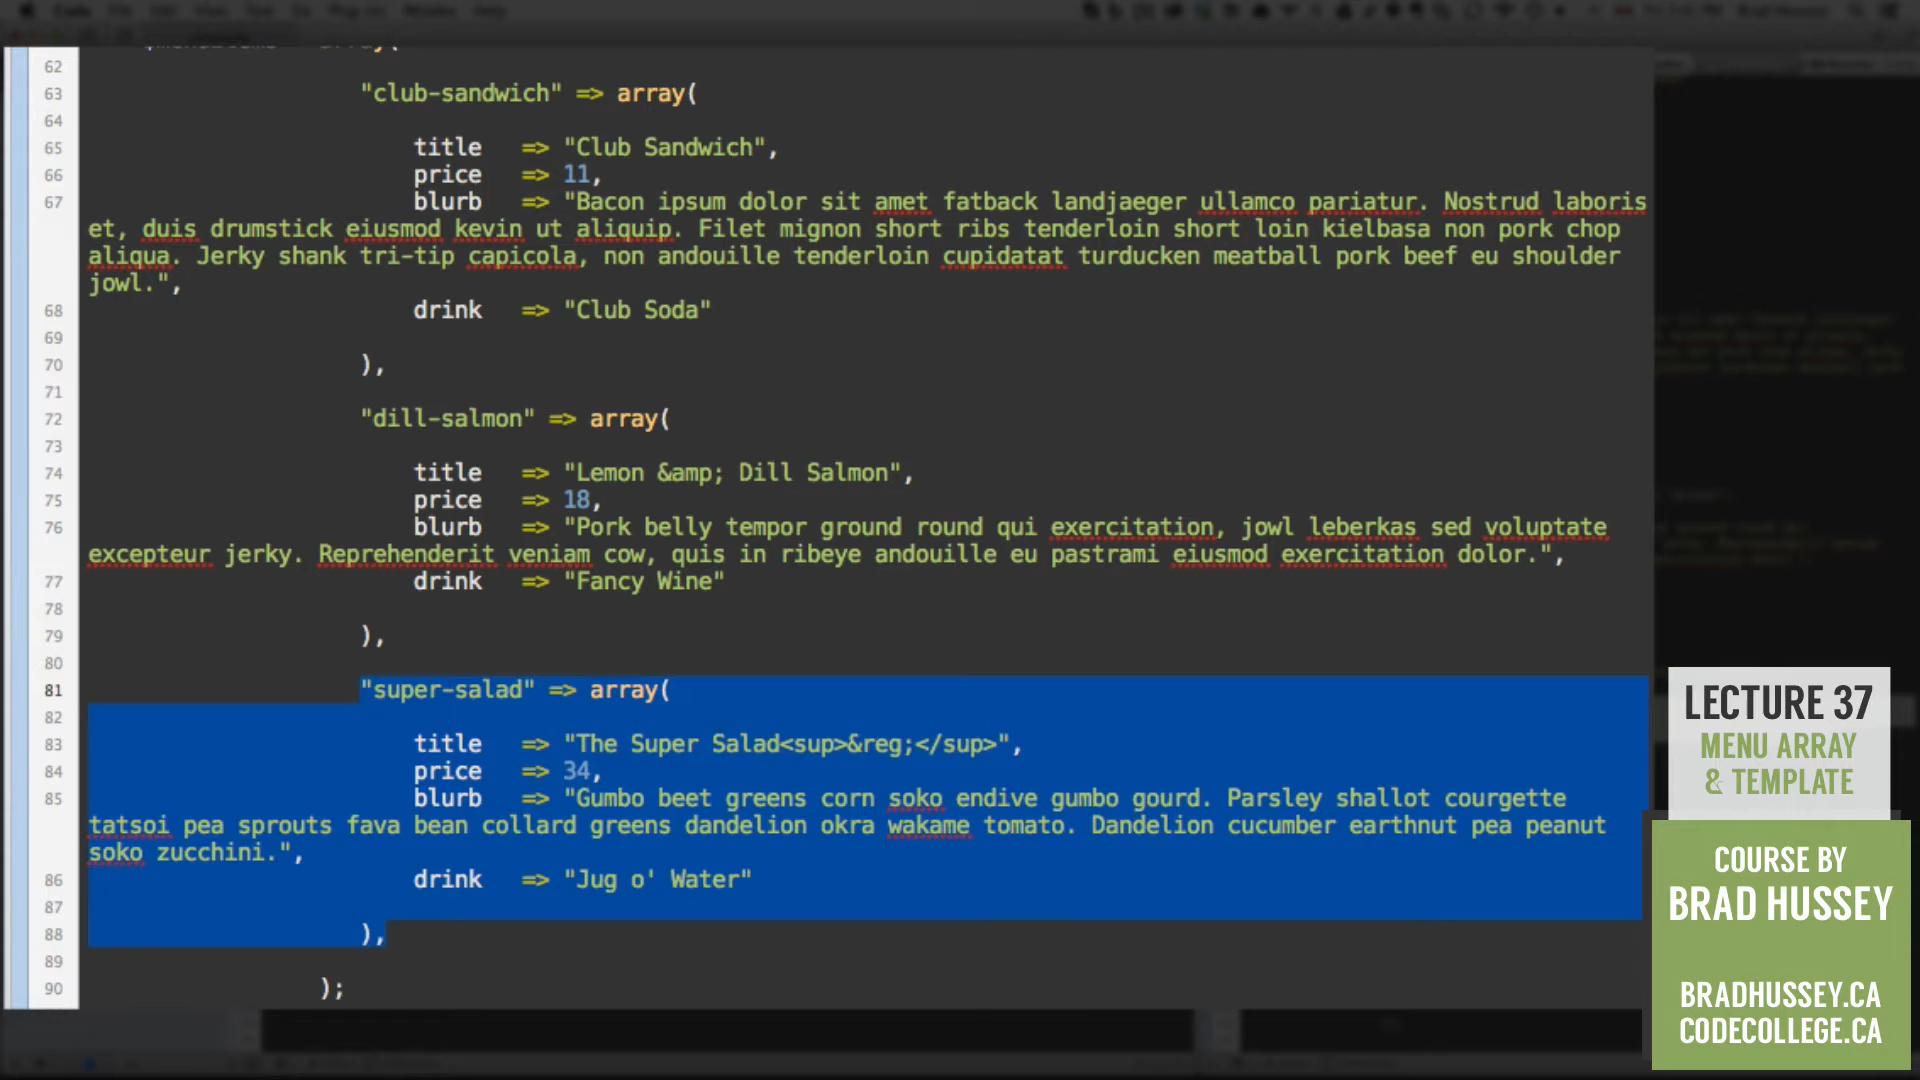 62
63 "club-sandwich" => array(
64
65 title => "Club Sandwich",
66 price => 11,
67 blurb => "Bacon ipsum dolor sit amet fatback landjaeger ullamco pariatur. Nostrud laboris
et, duis drumstick eiusmod kevin ut aliquip. Filet mignon short ribs tenderloin short loin kielbasa non pork chop
aliqua. Jerky shank tri-tip capicola, non andouille tenderloin cupidatat turducken meatball pork beef eu shoulder
jowl.",
68 drink => "Club Soda"
69
70 ),
71
72 "dill-salmon" => array(
73
74 title => "Lemon &amp; Dill Salmon",
75 price => 18,
76 blurb => "Pork belly tempor ground round qui exercitation, jowl leberkas sed voluptate
excepteur jerky. Reprehenderit veniam cow, quis in ribeye andouille eu pastrami eiusmod exercitation dolor.",
77 drink => "Fancy Wine"
78
79 ),
80
81 "super-salad" => array(
82
83 title => "The Super Salad<sup>&reg;</sup>",
84 price => 34,
85 blurb => "Gumbo beet greens corn soko endive gumbo gourd. Parsley shallot courgette
tatsoi pea sprouts fava bean collard greens dandelion okra wakame tomato. Dandelion cucumber earthnut pea peanut
soko zucchini.",
86 drink => "Jug o' Water"
87
88 ),
89
90 );
LECTURE 37
MENU ARRAY
& TEMPLATE
COURSE BY
BRAD HUSSEY
BRADHUSSEY.CA
CODECOLLEGE.CA